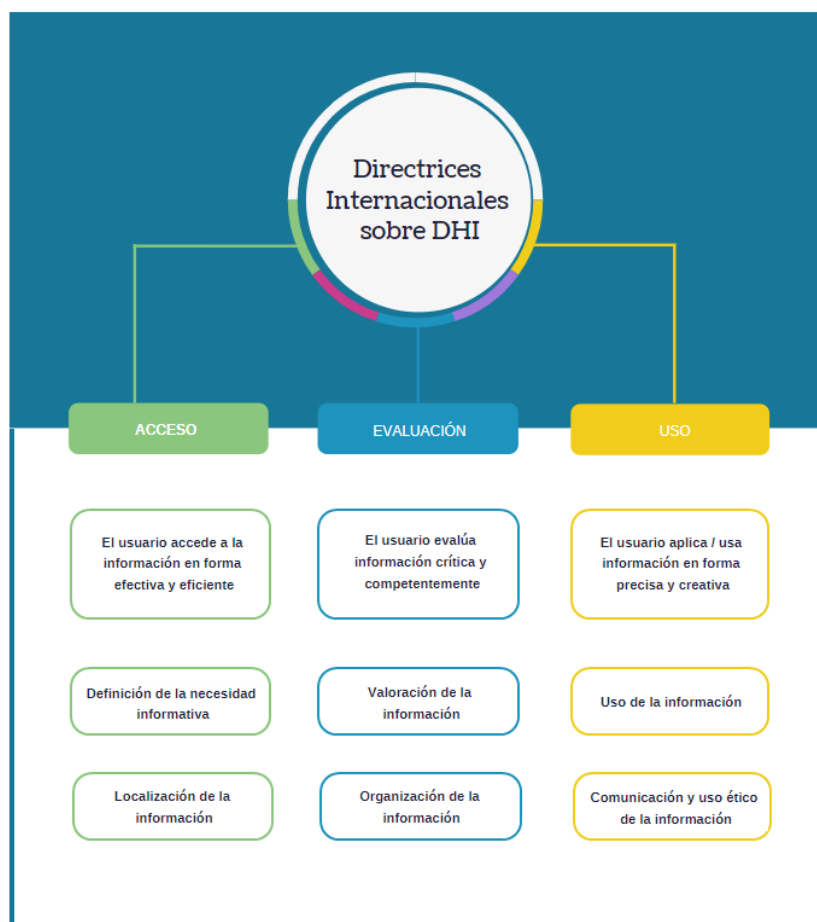 Directrices
Internacionales
sobre DHI
ACCESO
EVALUACIÓN
USO
El usuario accede a la
información en forma
efectiva y eficiente
El usuario evalúa
información crítica y
competentemente
El usuario aplica / usa
información en forma
precisa y creativa
Definición de la necesidad
informativa
Valoración de la
información
Uso de la información
Localización de la
información
Organización de la
información
Comunicación y uso ético
de la información